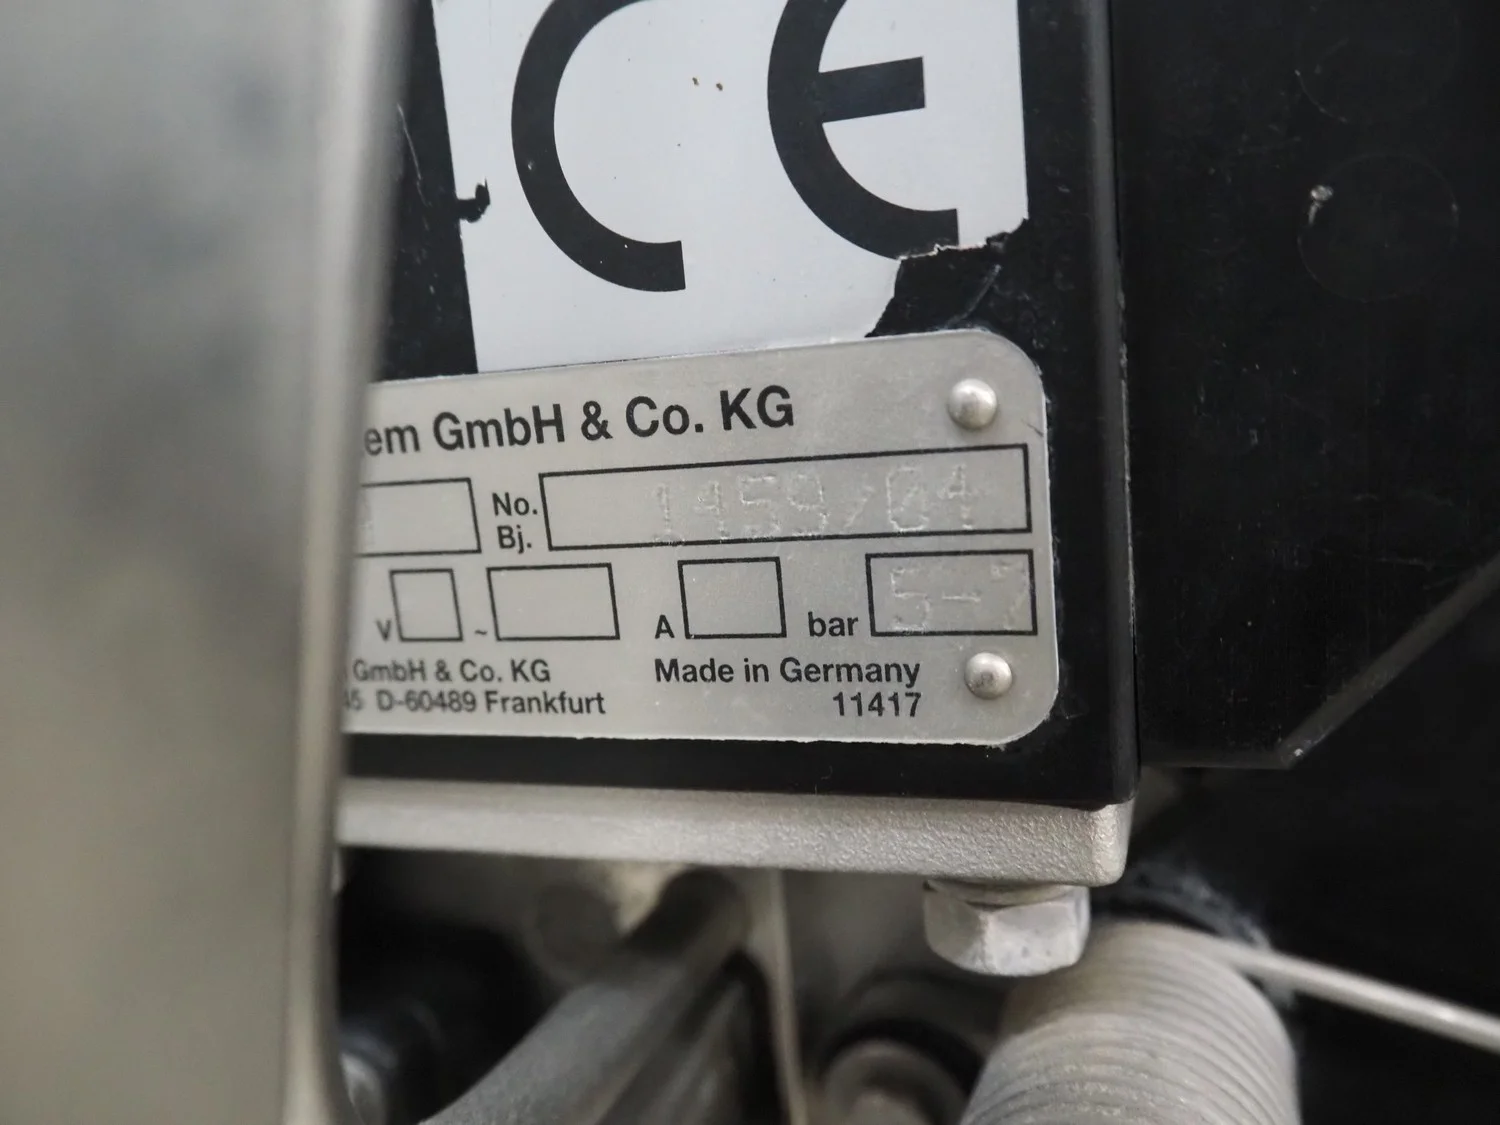 CE
em GmbH & Co. KG
No. 1459/04
Bj.
V ~ A bar 5-7
GmbH & Co. KG Made in Germany
45 D-60489 Frankfurt 11417